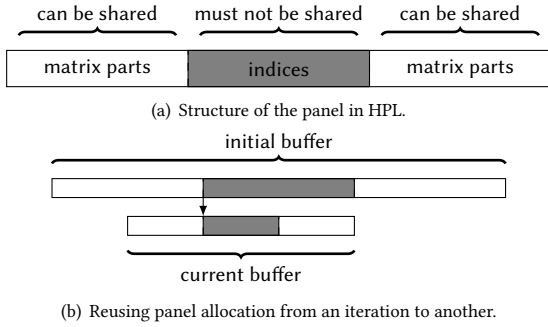 can be shared must not be shared can be shared
matrix parts indices matrix parts
(a) Structure of the panel in HPL.
initial buffer
current buffer
(b) Reusing panel allocation from an iteration to another.